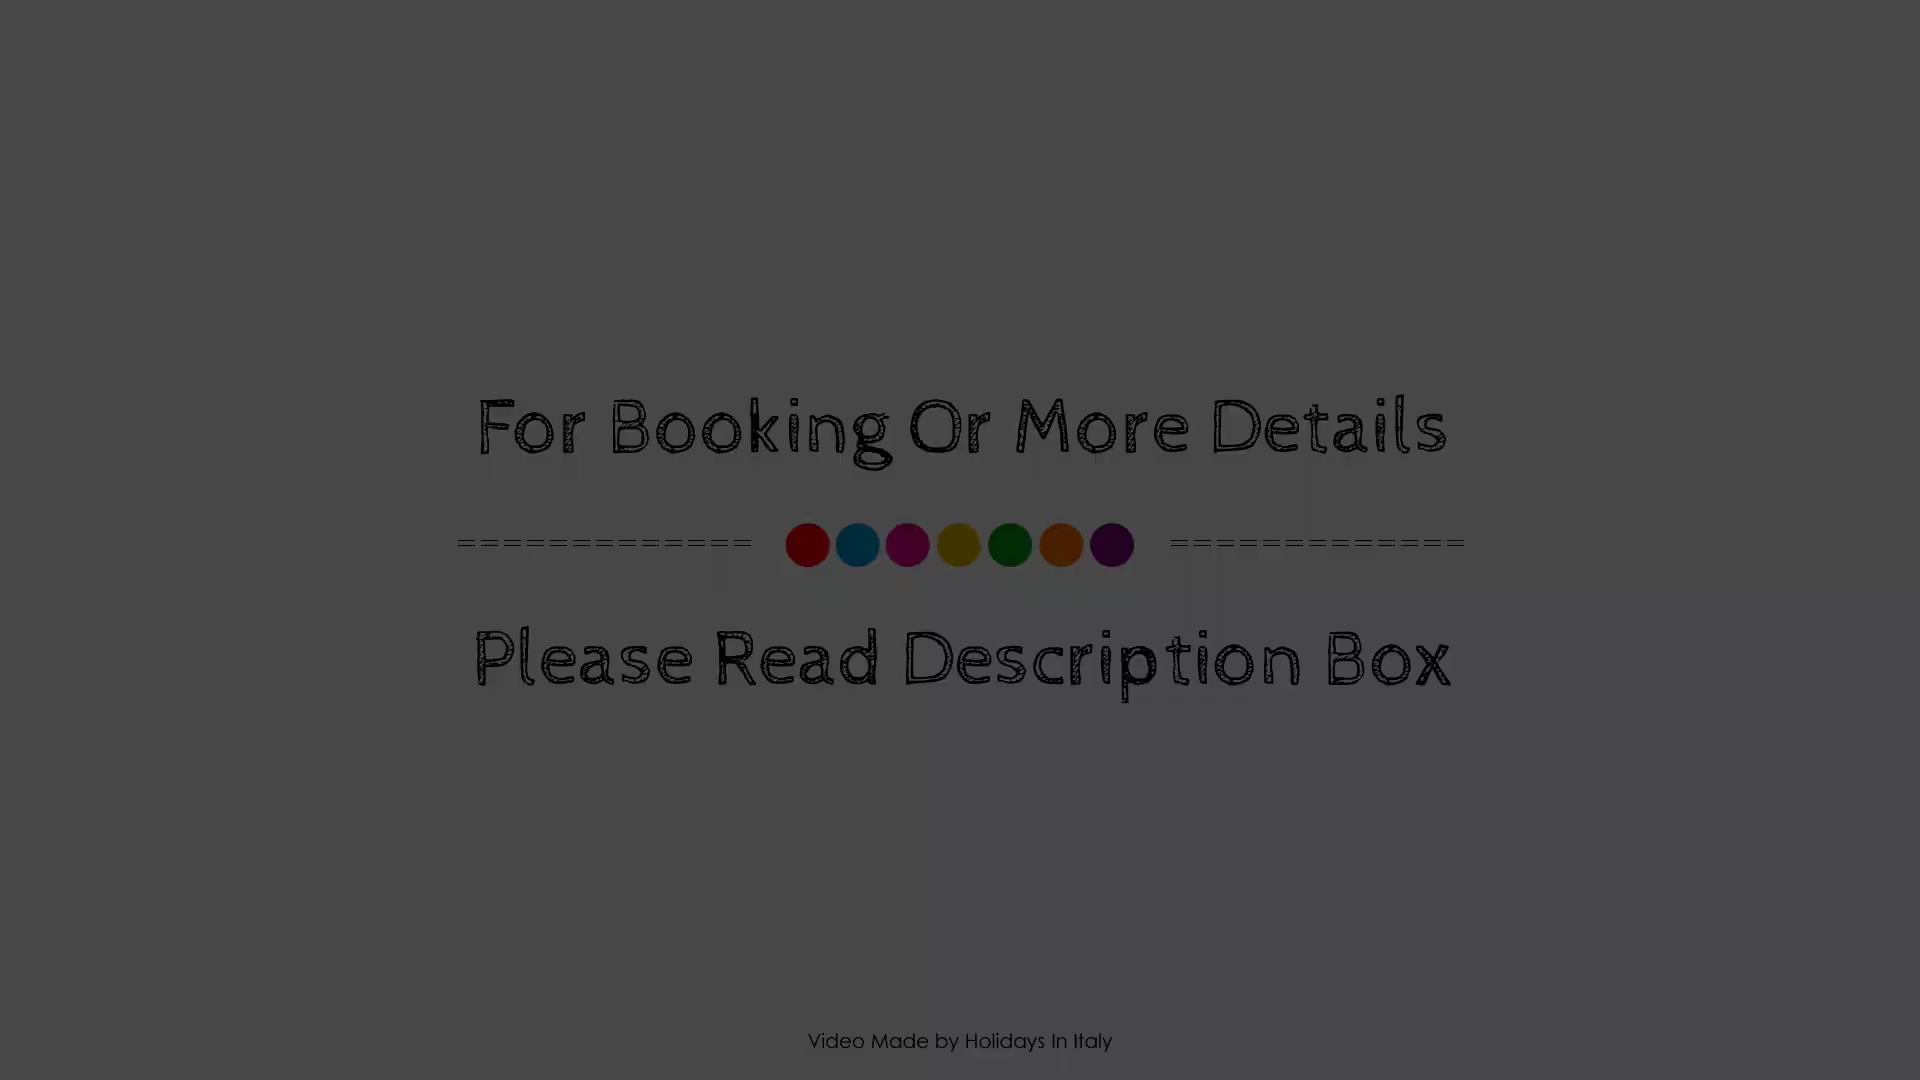 For Booking Or More Details
============= =============
Please Read Description Box
Video Made by Holidays In Italy